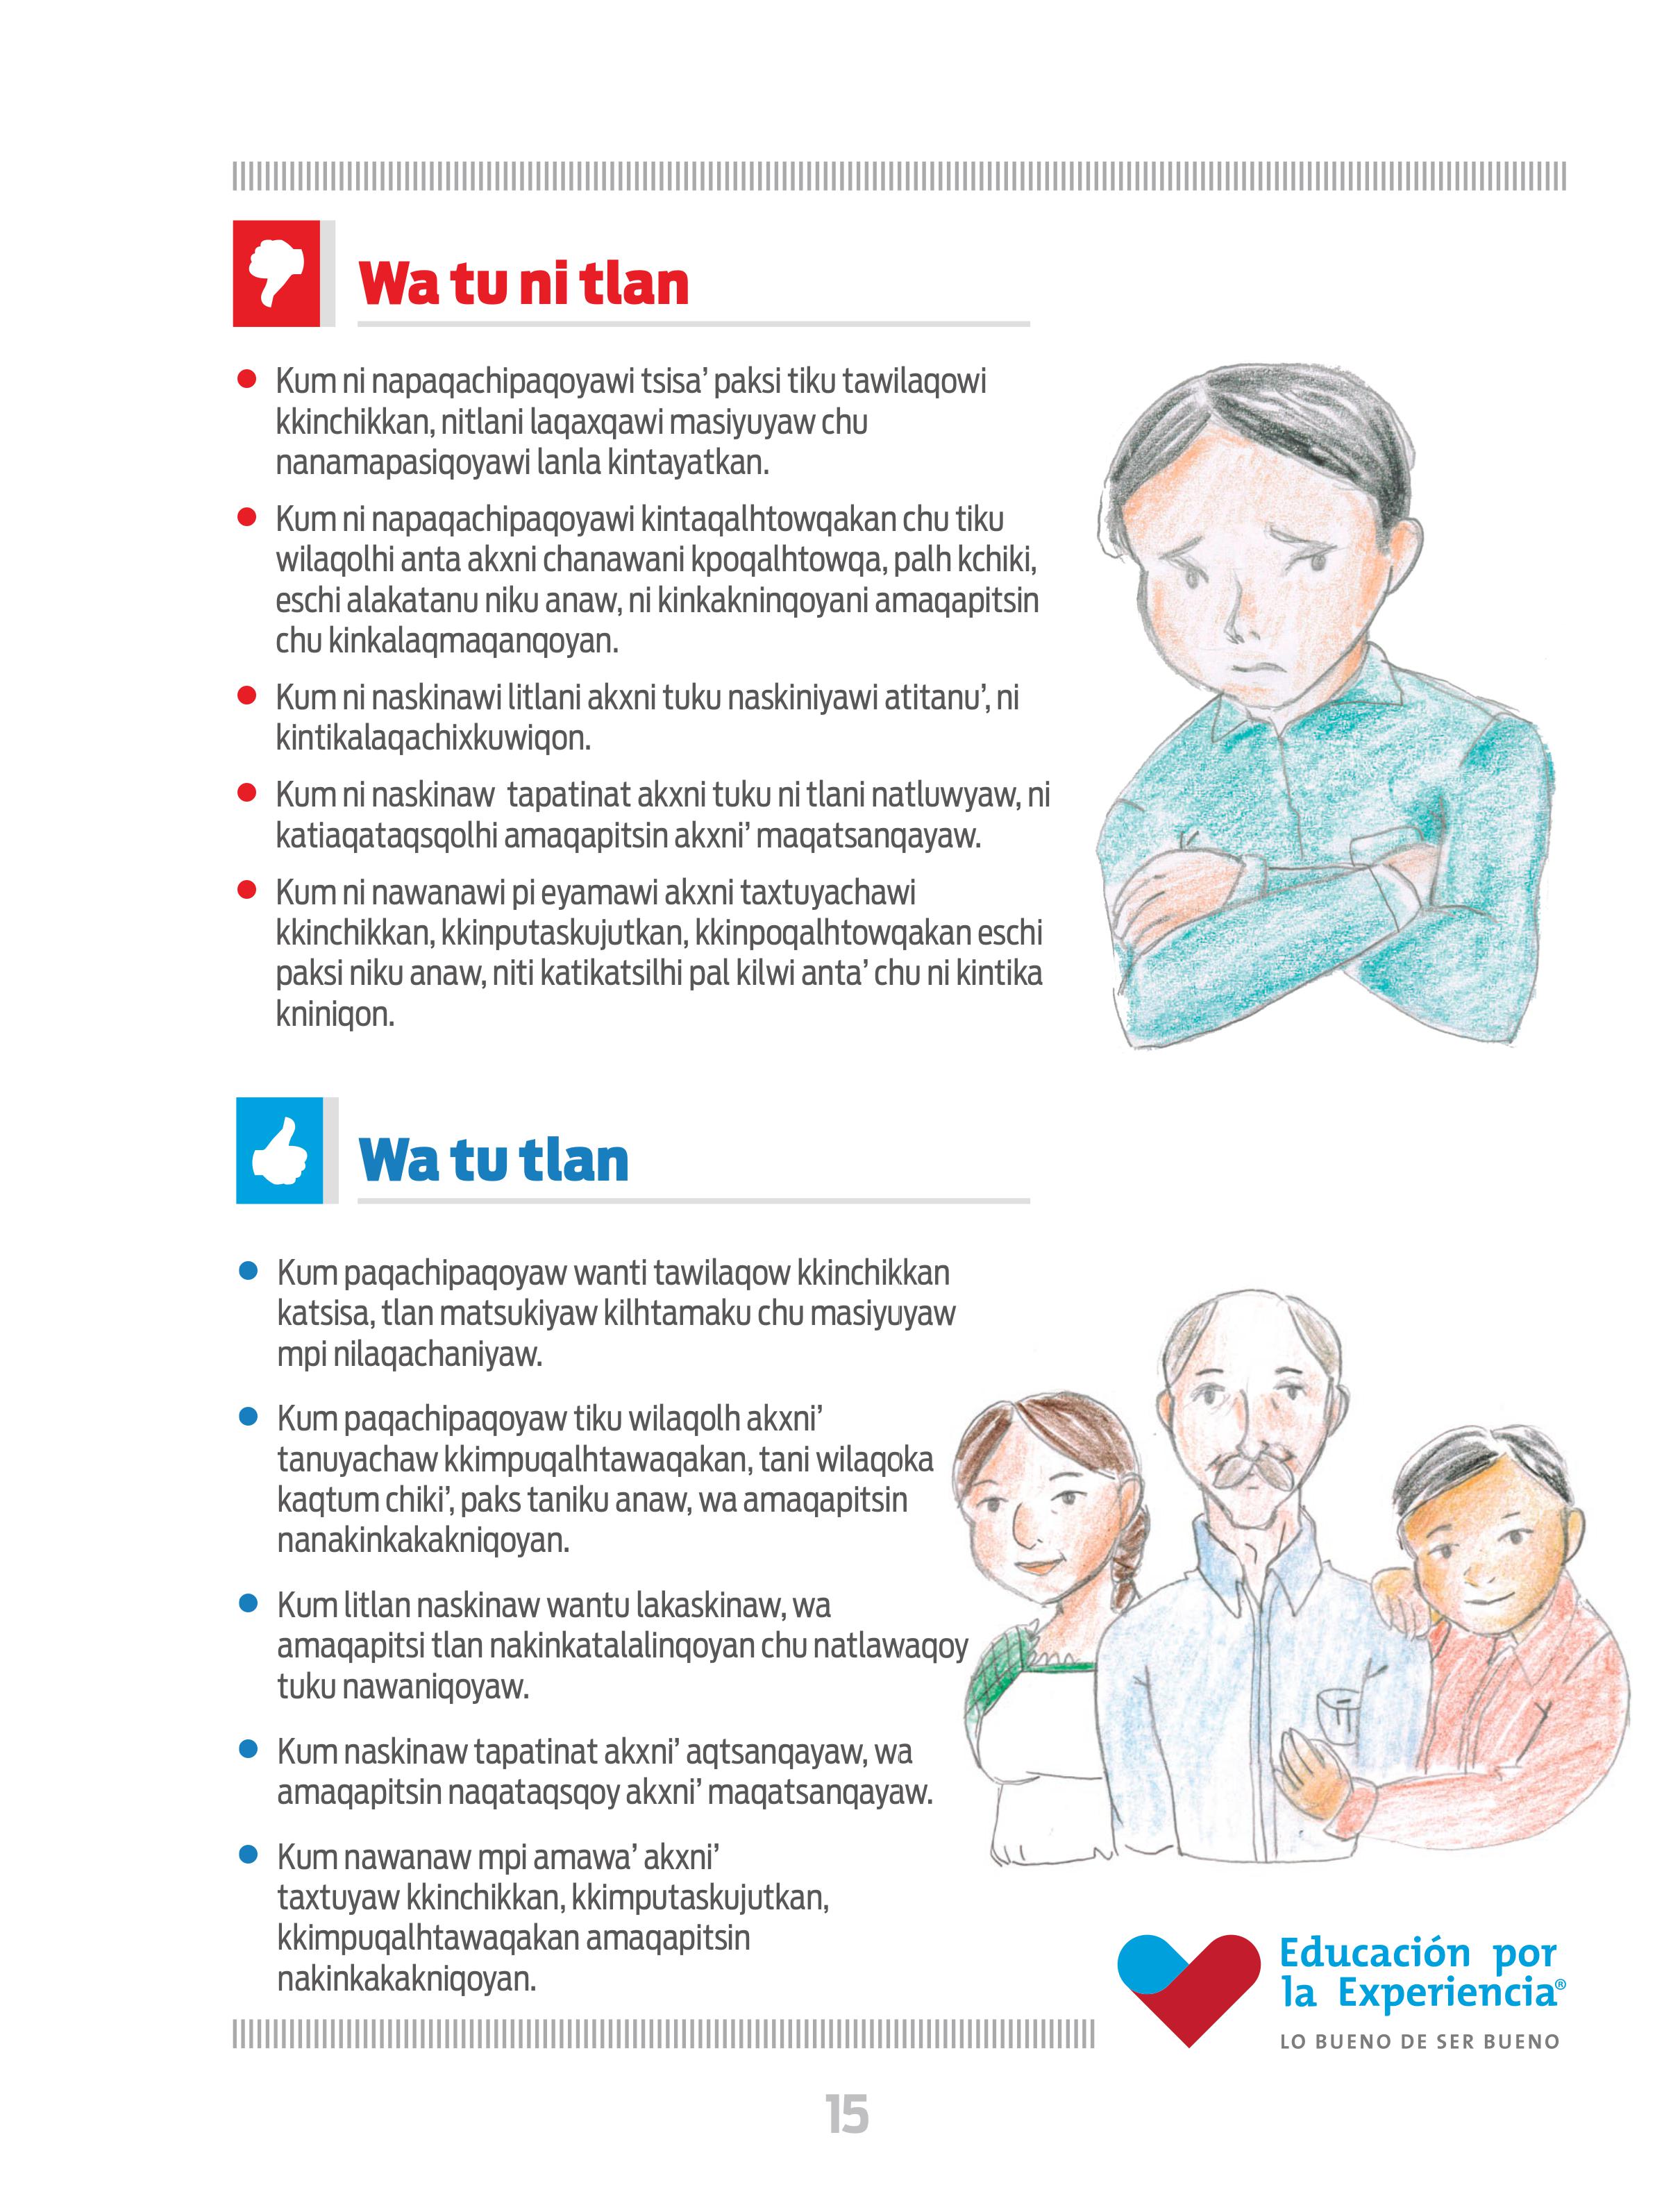 Wa tu ni tlan
Kum ni napaqachipaqoyawi tsisa’ paksi tiku tawilaqowi
kkinchikkan, nitlani laqaxqawi masiyuyaw chu
nanamapasiqoyawi lanla kintayatkan.
Kum ni napaqachipaqoyawi kintaqalhtowqakan chu tiku
wilaqolhi anta akxni chanawani kpoqalhtowqa, palh kchiki,
eschi alakatanu niku anaw, ni kinkakninqoyani amaqapitsin
chu kinkalaqmaqanqoyan.
Kum ni naskinawi litlani akxni tuku naskiniyawi atitanu’, ni
kintikalaqachixkuwiqon.
Kum ni naskinaw tapatinat akxni tuku ni tlani natluwyaw, ni
katiaqataqsqolhi amaqapitsin akxni’ maqatsanqayaw.
Kum ni nawanawi pi eyamawi akxni taxtuyachawi
kkinchikkan, kkinputaskujutkan, kkinpoqalhtowqakan eschi
paksi niku anaw, niti katikatsilhi pal kilwi anta’ chu ni kintika
kniniqon.
Wa tu tlan
Kum paqachipaqoyaw wanti tawilaqow kkinchikkan
katsisa, tlan matsukiyaw kilhtamaku chu masiyuyaw
mpi nilaqachaniyaw.
Kum paqachipaqoyaw tiku wilaqolh akxni’
tanuyachaw kkimpuqalhtawaqakan, tani wilaqoka
kaqtum chiki’, paks taniku anaw, wa amaqapitsin
nanakinkakakniqoyan.
Kum litlan naskinaw wantu lakaskinaw, wa
amaqapitsi tlan nakinkatalalinqoyan chu natlawaqoy
tuku nawaniqoyaw.
Kum naskinaw tapatinat akxni’ aqtsanqayaw, wa
amaqapitsin naqataqsqoy akxni’ maqatsanqayaw.
Kum nawanaw mpi amawa’ akxni’
taxtuyaw kkinchikkan, kkimputaskujutkan,
kkimpuqalhtawaqakan amaqapitsin
nakinkakakniqoyan.
Educación por
la Experiencia®
LO BUENO DE SER BUENO
15